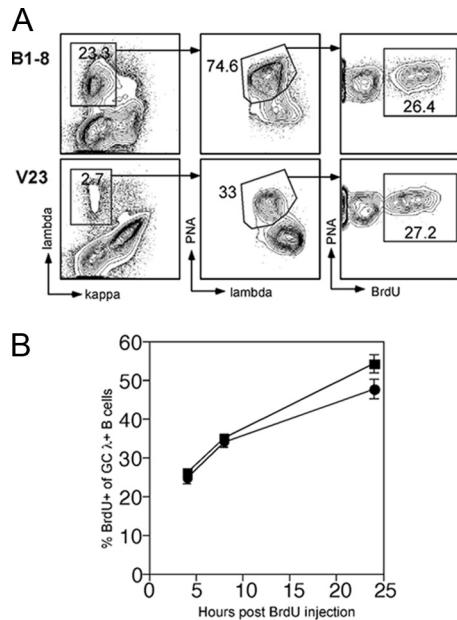 A
B1-8
23.3
74.6
26.4
V23
2.7
33
27.2
lambda
kappa
PNA
lambda
PNA
BrdU
B
% BrdU+ of GC λ+ B cells
60
50
40
30
20
10
0
0 5 10 15 20 25
Hours post BrdU injection